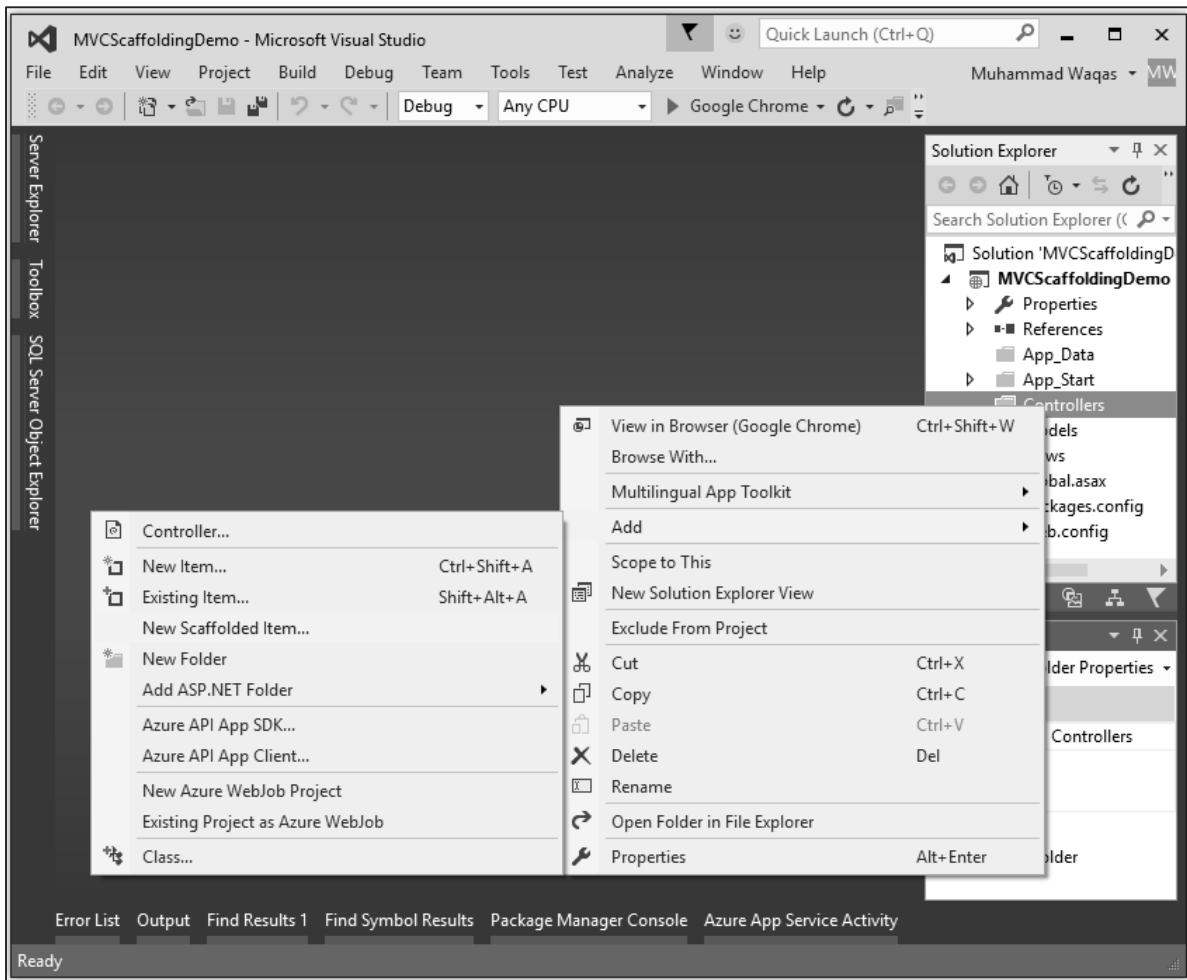 MVCScaffoldingDemo - Microsoft Visual Studio
Quick Launch (Ctrl+Q)
File Edit View Project Build Debug Team Tools Test Analyze Window Help
Muhammad Waqas MW
Debug Any CPU Google Chrome
Server Explorer
Toolbox
SQL Server Object Explorer
Solution Explorer
Search Solution Explorer ((
Solution 'MVCScaffoldingD
MVCScaffoldingDemo
Properties
References
App_Data
App_Start
Controllers
dels
ws
bal.asax
kages.config
b.config
View in Browser (Google Chrome) Ctrl+Shift+W
Browse With...
Multilingual App Toolkit
Add
Scope to This
New Solution Explorer View
Exclude From Project
Cut Ctrl+X
Copy Ctrl+C
Paste Ctrl+V
Delete Del
Rename
Open Folder in File Explorer
Properties Alt+Enter
Controller...
New Item... Ctrl+Shift+A
Existing Item... Shift+Alt+A
New Scaffolded Item...
New Folder
Add ASP.NET Folder
Azure API App SDK...
Azure API App Client...
New Azure WebJob Project
Existing Project as Azure WebJob
Class...
lder Properties
Controllers
older
Error List Output Find Results 1 Find Symbol Results Package Manager Console Azure App Service Activity
Ready